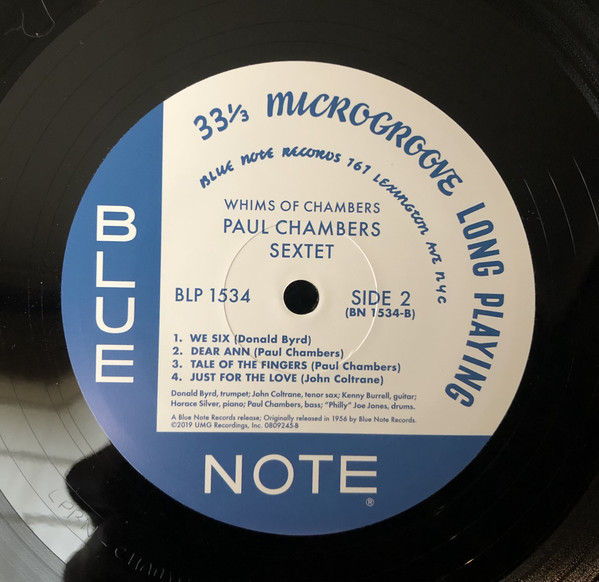 33⅓ MICROGROOVE LONG PLAYING
BLUE NOTE RECORDS 767 LEXINGTON AVE NYC
WHIMS OF CHAMBERS
PAUL CHAMBERS
SEXTET
BLP 1534
SIDE 2
(BN 1534-B)
1. WE SIX (Donald Byrd)
2. DEAR ANN (Paul Chambers)
3. TALE OF THE FINGERS (Paul Chambers)
4. JUST FOR THE LOVE (John Coltrane)
Donald Byrd, trumpet; John Coltrane, tenor sax; Kenny Burrell, guitar;
Horace Silver, piano; Paul Chambers, bass; "Philly" Joe Jones, drums.
A Blue Note Records release; Originally released in 1956 by Blue Note Records.
©2019 UMG Recordings, Inc. 0809245-B
BLUE
NOTE®